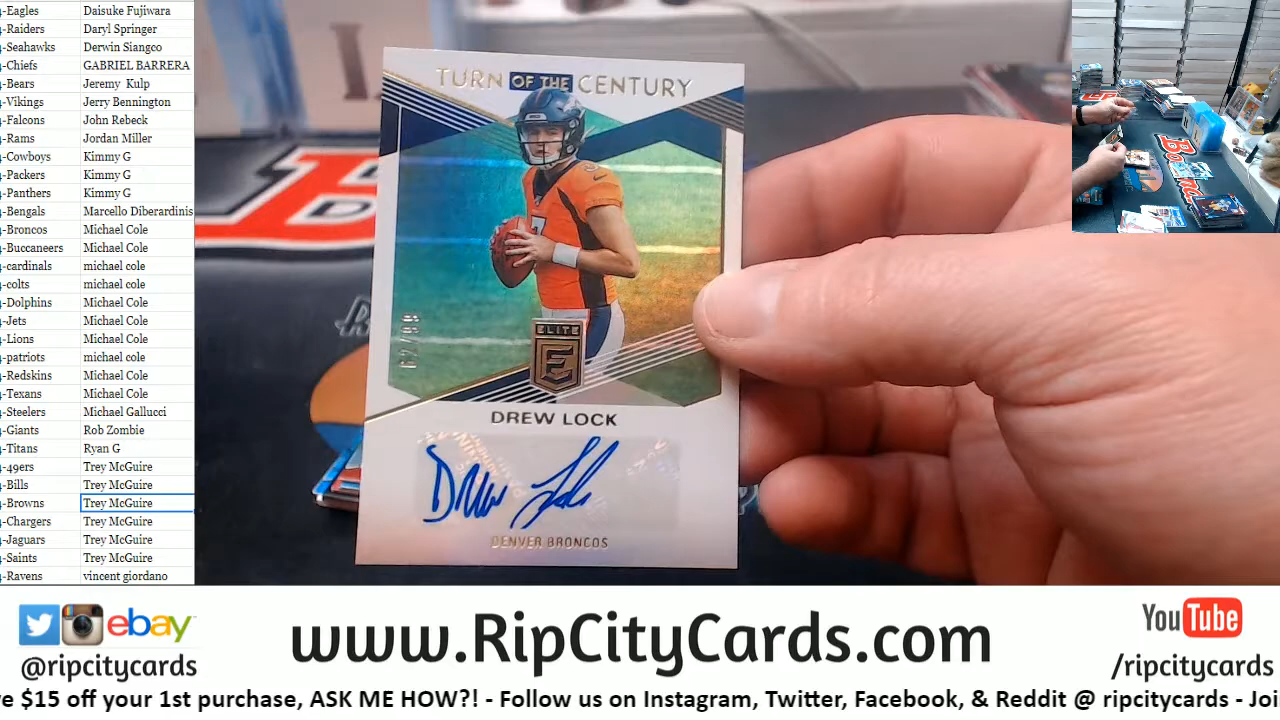 -Eagles Daisuke Fujiwara
-Raiders Daryl Springer
-Seahawks Derwin Siangco
-Chiefs GABRIEL BARRERA
-Bears Jeremy Kulp
-Vikings Jerry Bennington
-Falcons John Rebeck
-Rams Jordan Miller
-Cowboys Kimmy G
-Packers Kimmy G
-Panthers Kimmy G
-Bengals Marcello Diberardinis
-Broncos Michael Cole
-Buccaneers Michael Cole
-cardinals michael cole
-colts michael cole
-Dolphins Michael Cole
-Jets Michael Cole
-Lions Michael Cole
-patriots michael cole
-Redskins Michael Cole
-Texans Michael Cole
-Steelers Michael Gallucci
-Giants Rob Zombie
-Titans Ryan G
-49ers Trey McGuire
-Bills Trey McGuire
-Browns Trey McGuire
-Chargers Trey McGuire
-Jaguars Trey McGuire
-Saints Trey McGuire
-Ravens vincent giordano
TURN OF THE CENTURY
ELITE
E
DREW LOCK
Drew Lock
DENVER BRONCOS
ebay
@ripcitycards
www.RipCityCards.com
YouTube
/ripcitycards
$15 off your 1st purchase, ASK ME HOW?! - Follow us on Instagram, Twitter, Facebook, & Reddit @ ripcitycards - Joi